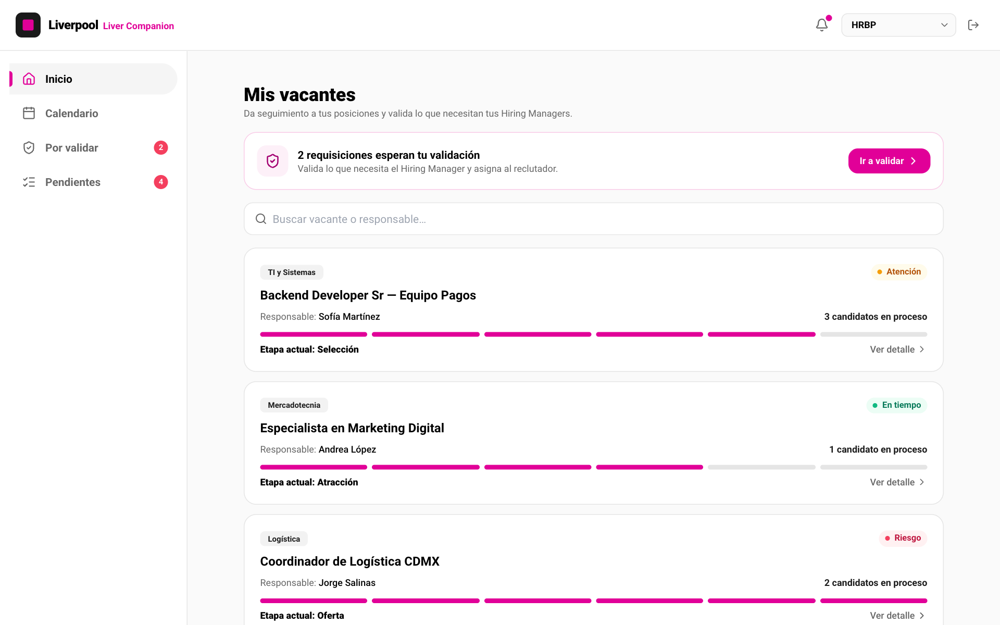 Liverpool Liver Companion
HRBP
Inicio
Calendario
Por validar 2
Pendientes 4
Mis vacantes
Da seguimiento a tus posiciones y valida lo que necesitan tus Hiring Managers.
2 requisiciones esperan tu validación
Valida lo que necesita el Hiring Manager y asigna al reclutador.
Ir a validar
Buscar vacante o responsable...
TI y Sistemas
Atención
Backend Developer Sr — Equipo Pagos
Responsable: Sofía Martínez
3 candidatos en proceso
Etapa actual: Selección
Ver detalle
Mercadotecnia
En tiempo
Especialista en Marketing Digital
Responsable: Andrea López
1 candidato en proceso
Etapa actual: Atracción
Ver detalle
Logística
Riesgo
Coordinador de Logística CDMX
Responsable: Jorge Salinas
2 candidatos en proceso
Etapa actual: Oferta
Ver detalle